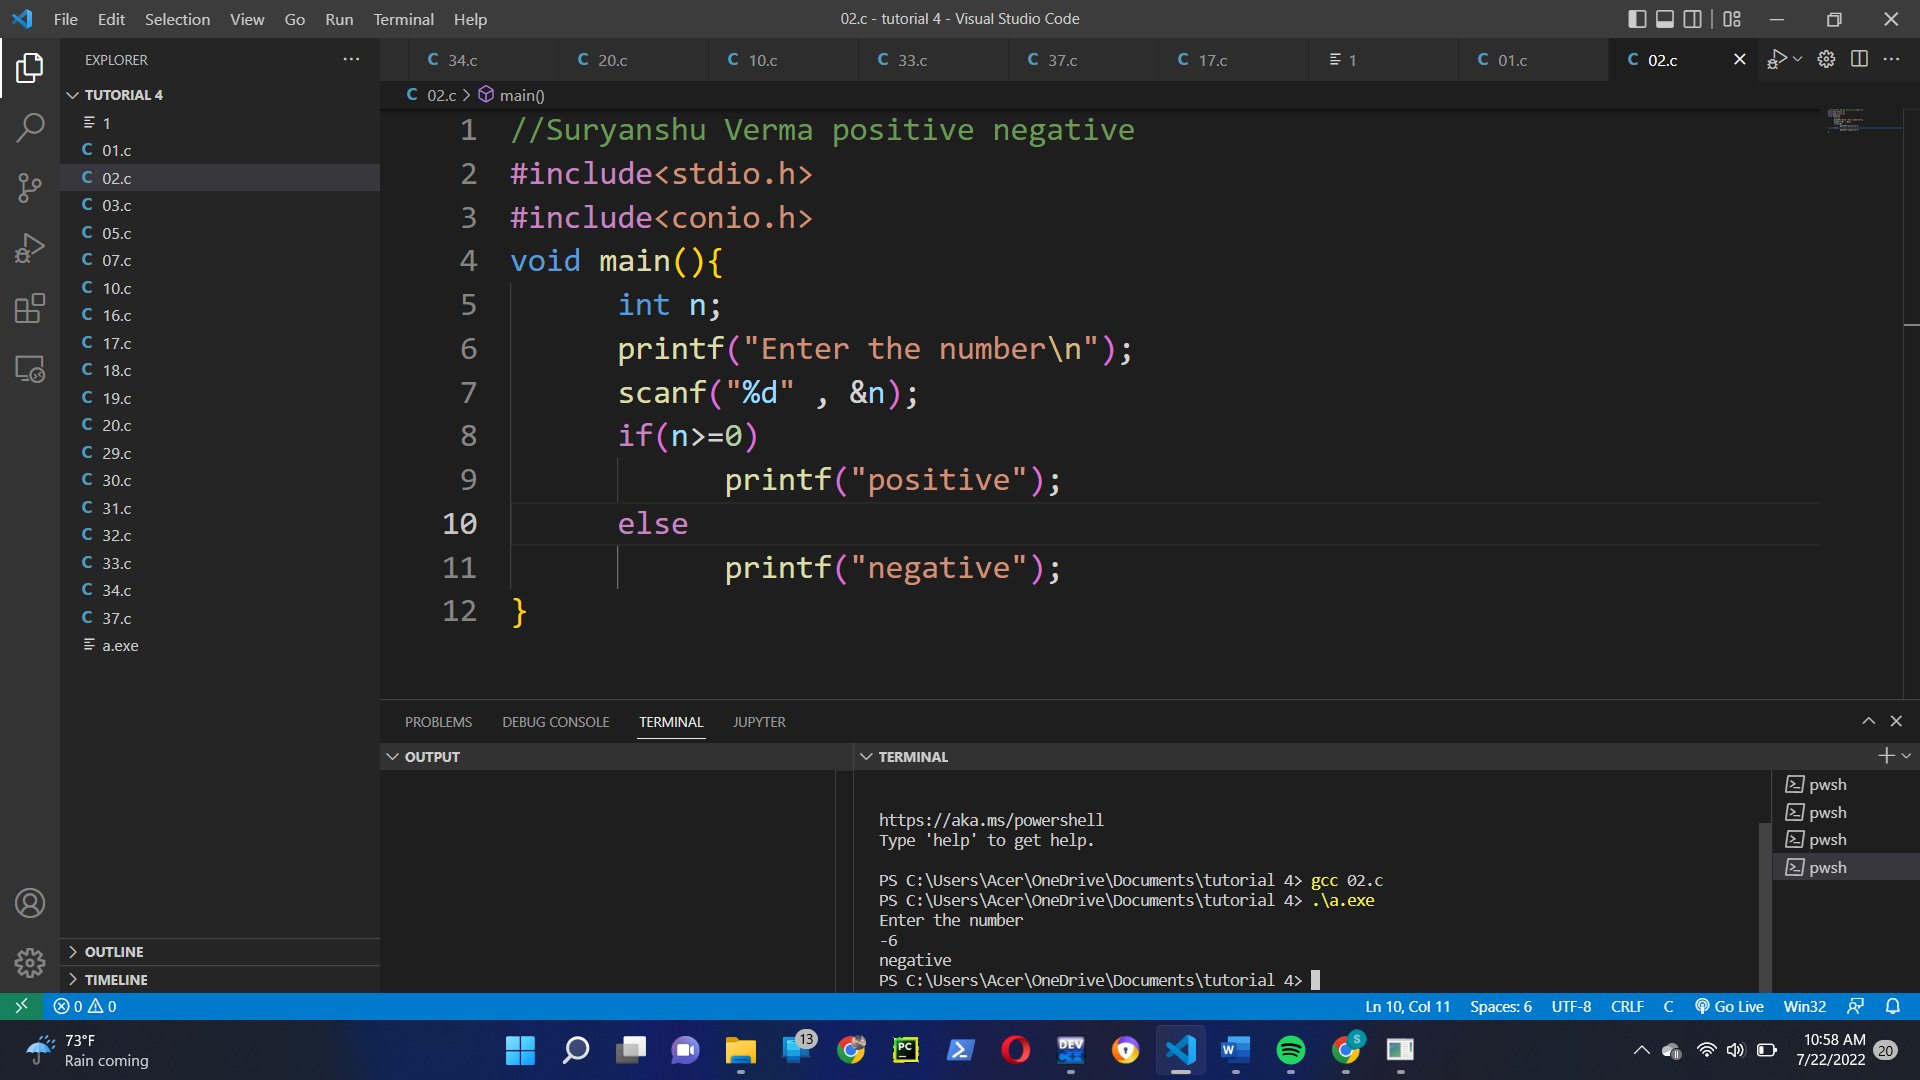 File Edit Selection View Go Run Terminal Help
02.c - tutorial 4 - Visual Studio Code
EXPLORER
TUTORIAL 4
1
C 01.c
C 02.c
C 03.c
C 05.c
C 07.c
C 10.c
C 16.c
C 17.c
C 18.c
C 19.c
C 20.c
C 29.c
C 30.c
C 31.c
C 32.c
C 33.c
C 34.c
C 37.c
a.exe
OUTLINE
TIMELINE
C 34.c C 20.c C 10.c C 33.c C 37.c C 17.c 1 C 01.c C 02.c
C 02.c > main()
1 //Suryanshu Verma positive negative
2 #include<stdio.h>
3 #include<conio.h>
4 void main(){
5 int n;
6 printf("Enter the number\n");
7 scanf("%d" , &n);
8 if(n>=0)
9 printf("positive");
10 else
11 printf("negative");
12 }
PROBLEMS DEBUG CONSOLE TERMINAL JUPYTER
OUTPUT
TERMINAL
https://aka.ms/powershell
Type 'help' to get help.
PS C:\Users\Acer\OneDrive\Documents\tutorial 4> gcc 02.c
PS C:\Users\Acer\OneDrive\Documents\tutorial 4> .\a.exe
Enter the number
-6
negative
PS C:\Users\Acer\OneDrive\Documents\tutorial 4>
pwsh
pwsh
pwsh
pwsh
0 0
Ln 10, Col 11 Spaces: 6 UTF-8 CRLF C Go Live Win32
73°F
Rain coming
13
PC
DEV
C++
W
S
10:58 AM
7/22/2022
20